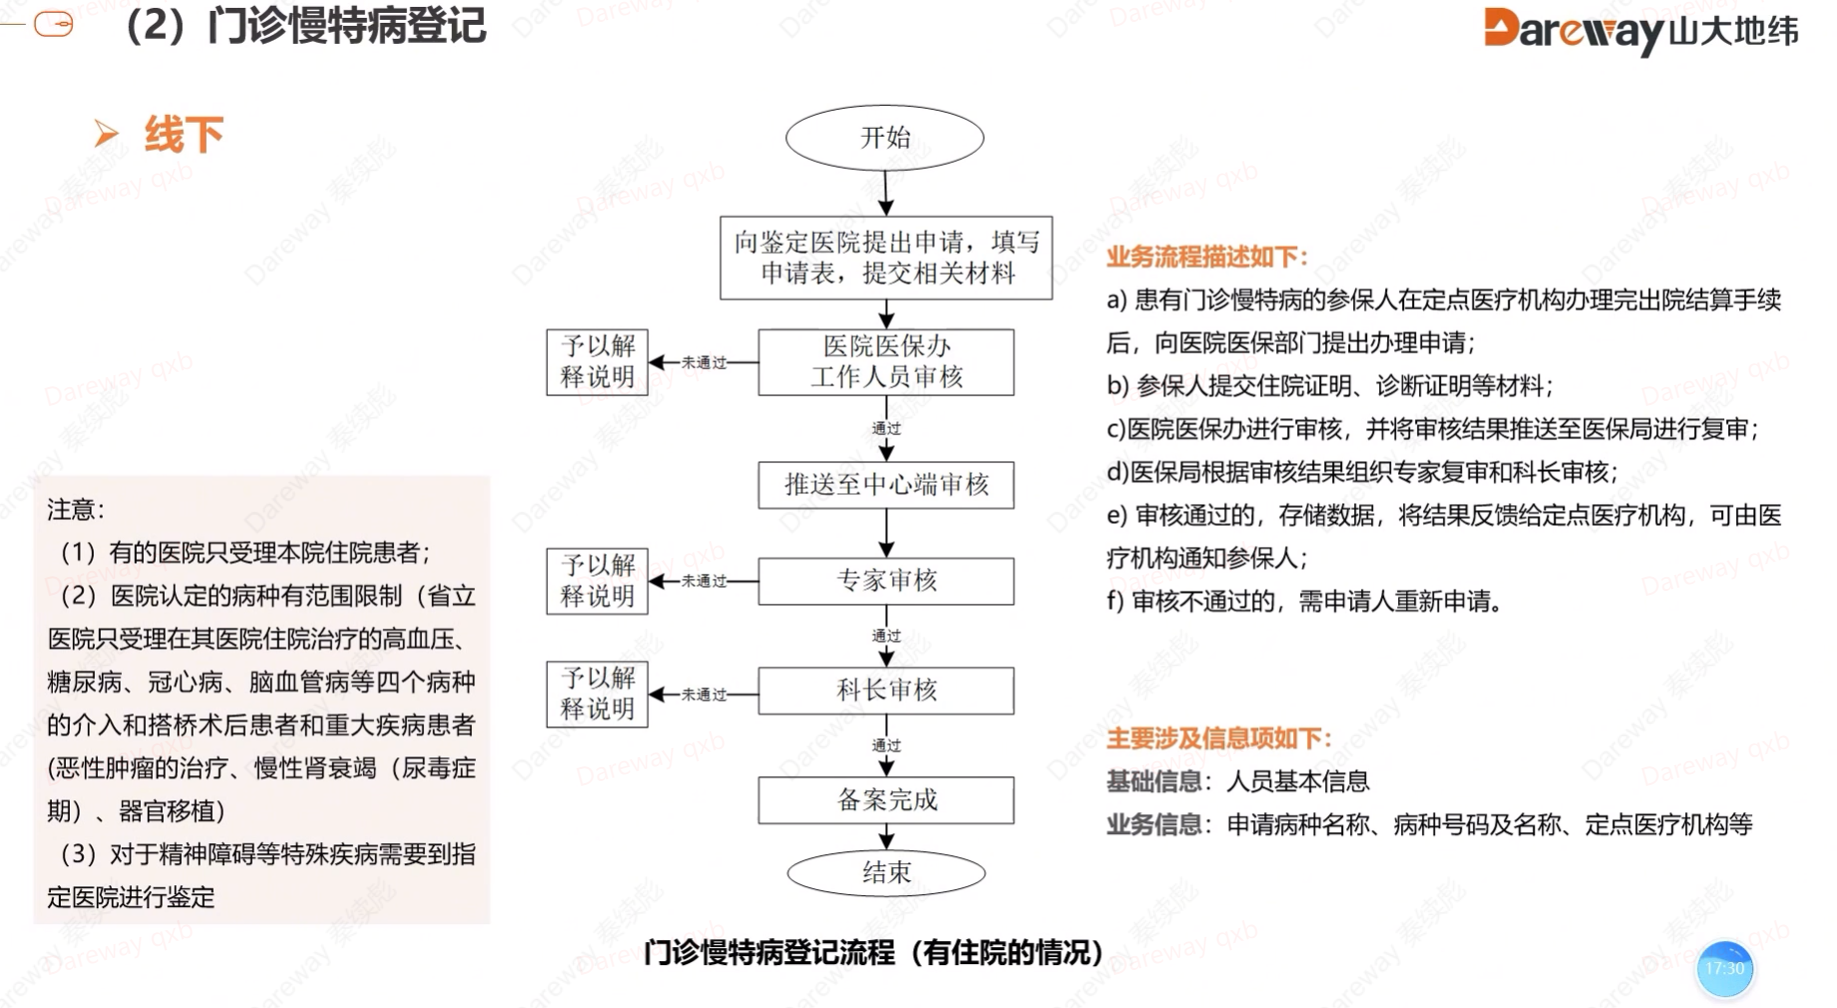 （2）门诊慢特病登记
Dareway山大地纬
线下
开始
向鉴定医院提出申请，填写
申请表，提交相关材料
予以解
释说明
未通过
医院医保办
工作人员审核
通过
推送至中心端审核
予以解
释说明
未通过
专家审核
通过
予以解
释说明
未通过
科长审核
通过
备案完成
结束
门诊慢特病登记流程（有住院的情况）
注意：
（1）有的医院只受理本院住院患者；
（2）医院认定的病种有范围限制（省立
医院只受理在其医院住院治疗的高血压、
糖尿病、冠心病、脑血管病等四个病种
的介入和搭桥术后患者和重大疾病患者
(恶性肿瘤的治疗、慢性肾衰竭（尿毒症
期）、器官移植）
（3）对于精神障碍等特殊疾病需要到指
定医院进行鉴定
业务流程描述如下：
a) 患有门诊慢特病的参保人在定点医疗机构办理完出院结算手续
后，向医院医保部门提出办理申请；
b) 参保人提交住院证明、诊断证明等材料；
c)医院医保办进行审核，并将审核结果推送至医保局进行复审；
d)医保局根据审核结果组织专家复审和科长审核；
e) 审核通过的，存储数据，将结果反馈给定点医疗机构，可由医
疗机构通知参保人；
f) 审核不通过的，需申请人重新申请。
主要涉及信息项如下：
基础信息：人员基本信息
业务信息：申请病种名称、病种号码及名称、定点医疗机构等
17:30
Dareway qxb
Dareway 秦续彪